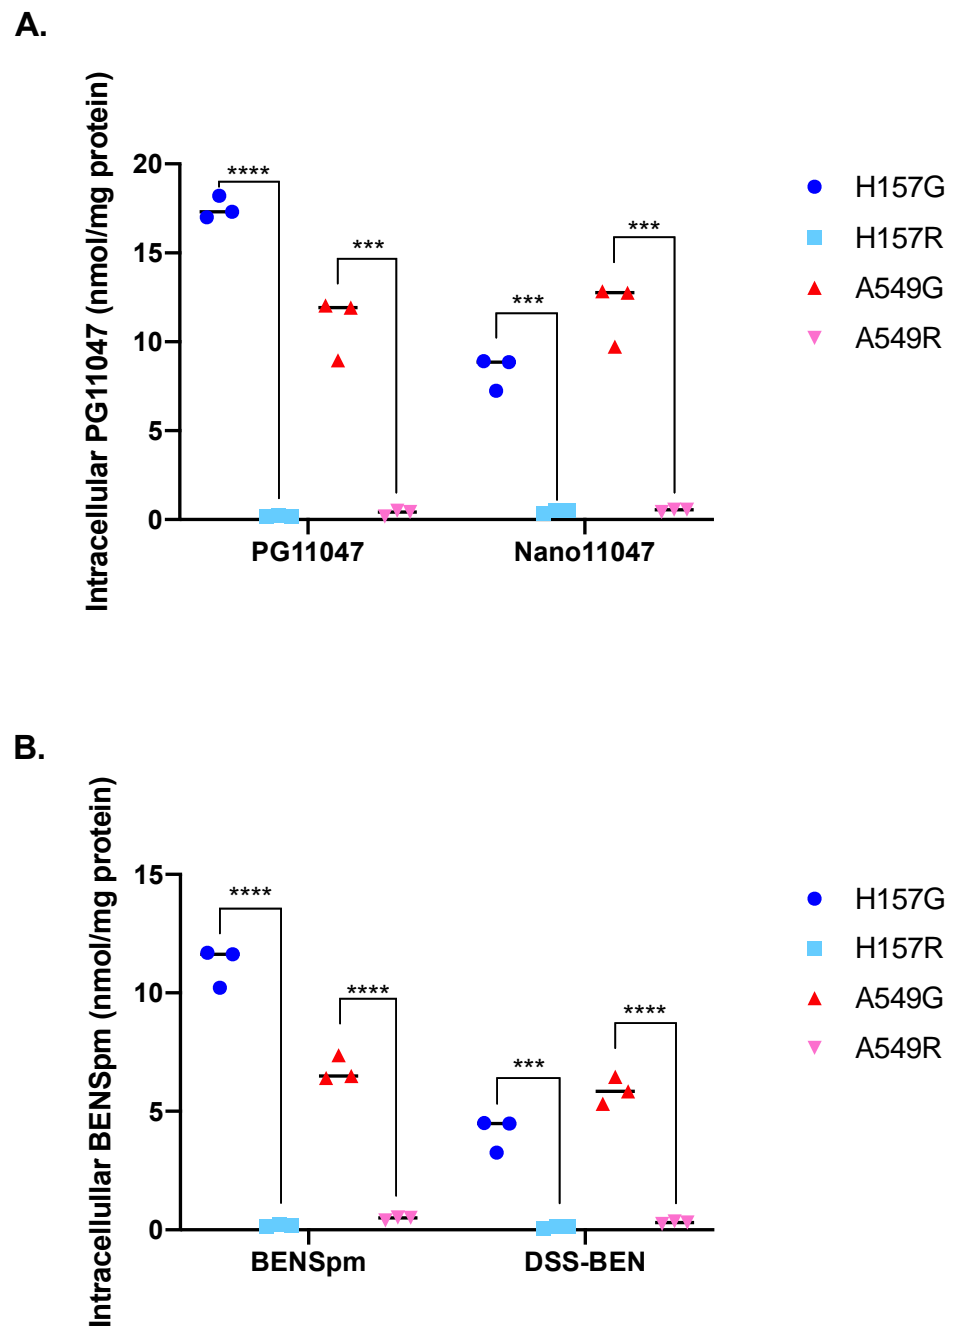 A.
Intracellular PG11047 (nmol/mg protein)
20
15
10
5
0
****
***
***
***
PG11047
Nano11047
H157G
H157R
A549G
A549R
B.
Intracellullar BENSpm (nmol/mg protein)
15
10
5
0
****
****
***
****
BENSpm
DSS-BEN
H157G
H157R
A549G
A549R